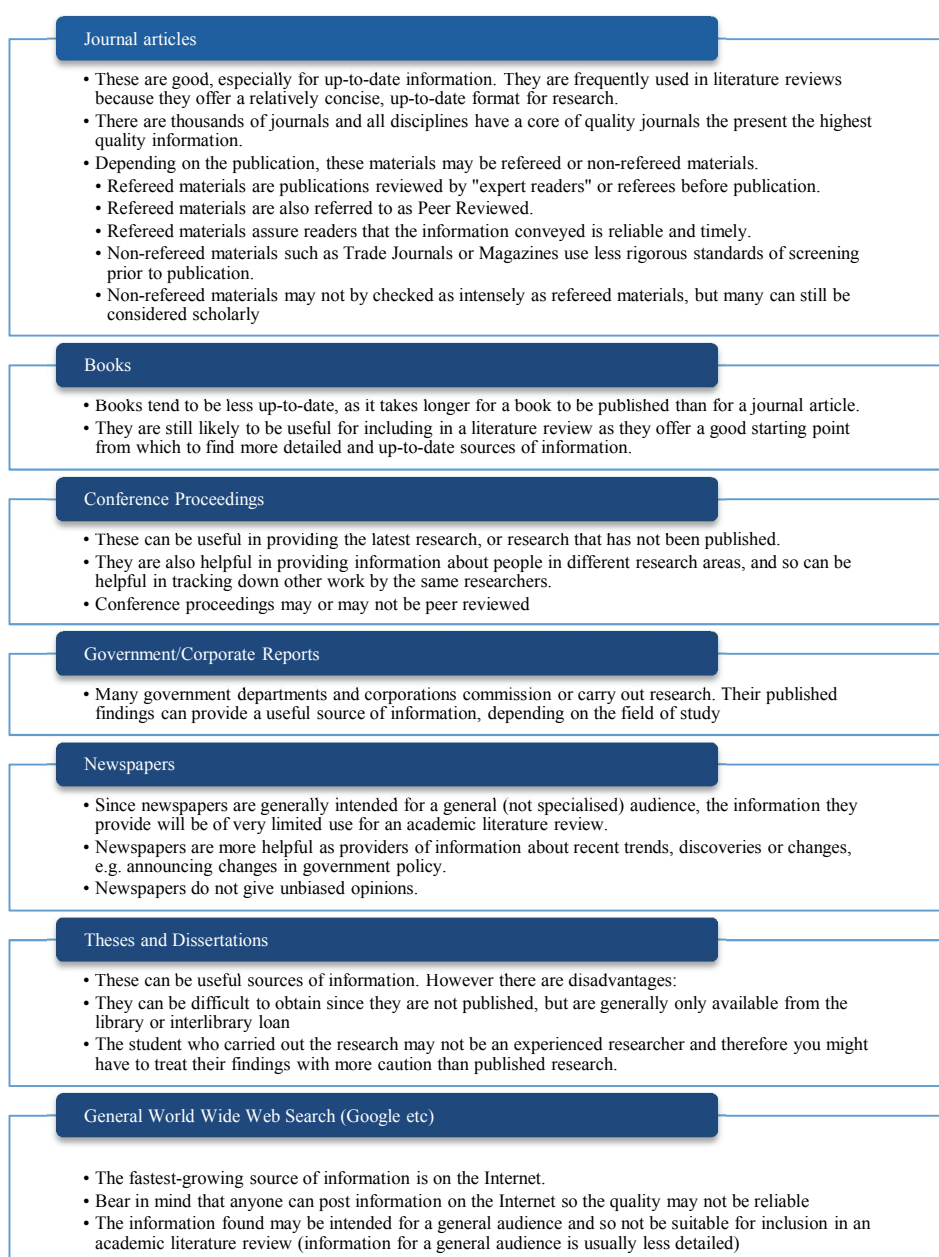 Journal articles
• These are good, especially for up-to-date information. They are frequently used in literature reviews
because they offer a relatively concise, up-to-date format for research.
• There are thousands of journals and all disciplines have a core of quality journals the present the highest
quality information.
• Depending on the publication, these materials may be refereed or non-refereed materials.
• Refereed materials are publications reviewed by "expert readers" or referees before publication.
• Refereed materials are also referred to as Peer Reviewed.
• Refereed materials assure readers that the information conveyed is reliable and timely.
• Non-refereed materials such as Trade Journals or Magazines use less rigorous standards of screening
prior to publication.
• Non-refereed materials may not by checked as intensely as refereed materials, but many can still be
considered scholarly
Books
• Books tend to be less up-to-date, as it takes longer for a book to be published than for a journal article.
• They are still likely to be useful for including in a literature review as they offer a good starting point
from which to find more detailed and up-to-date sources of information.
Conference Proceedings
• These can be useful in providing the latest research, or research that has not been published.
• They are also helpful in providing information about people in different research areas, and so can be
helpful in tracking down other work by the same researchers.
• Conference proceedings may or may not be peer reviewed
Government/Corporate Reports
• Many government departments and corporations commission or carry out research. Their published
findings can provide a useful source of information, depending on the field of study
Newspapers
• Since newspapers are generally intended for a general (not specialised) audience, the information they
provide will be of very limited use for an academic literature review.
• Newspapers are more helpful as providers of information about recent trends, discoveries or changes,
e.g. announcing changes in government policy.
• Newspapers do not give unbiased opinions.
Theses and Dissertations
• These can be useful sources of information. However there are disadvantages:
• They can be difficult to obtain since they are not published, but are generally only available from the
library or interlibrary loan
• The student who carried out the research may not be an experienced researcher and therefore you might
have to treat their findings with more caution than published research.
General World Wide Web Search (Google etc)
• The fastest-growing source of information is on the Internet.
• Bear in mind that anyone can post information on the Internet so the quality may not be reliable
• The information found may be intended for a general audience and so not be suitable for inclusion in an
academic literature review (information for a general audience is usually less detailed)